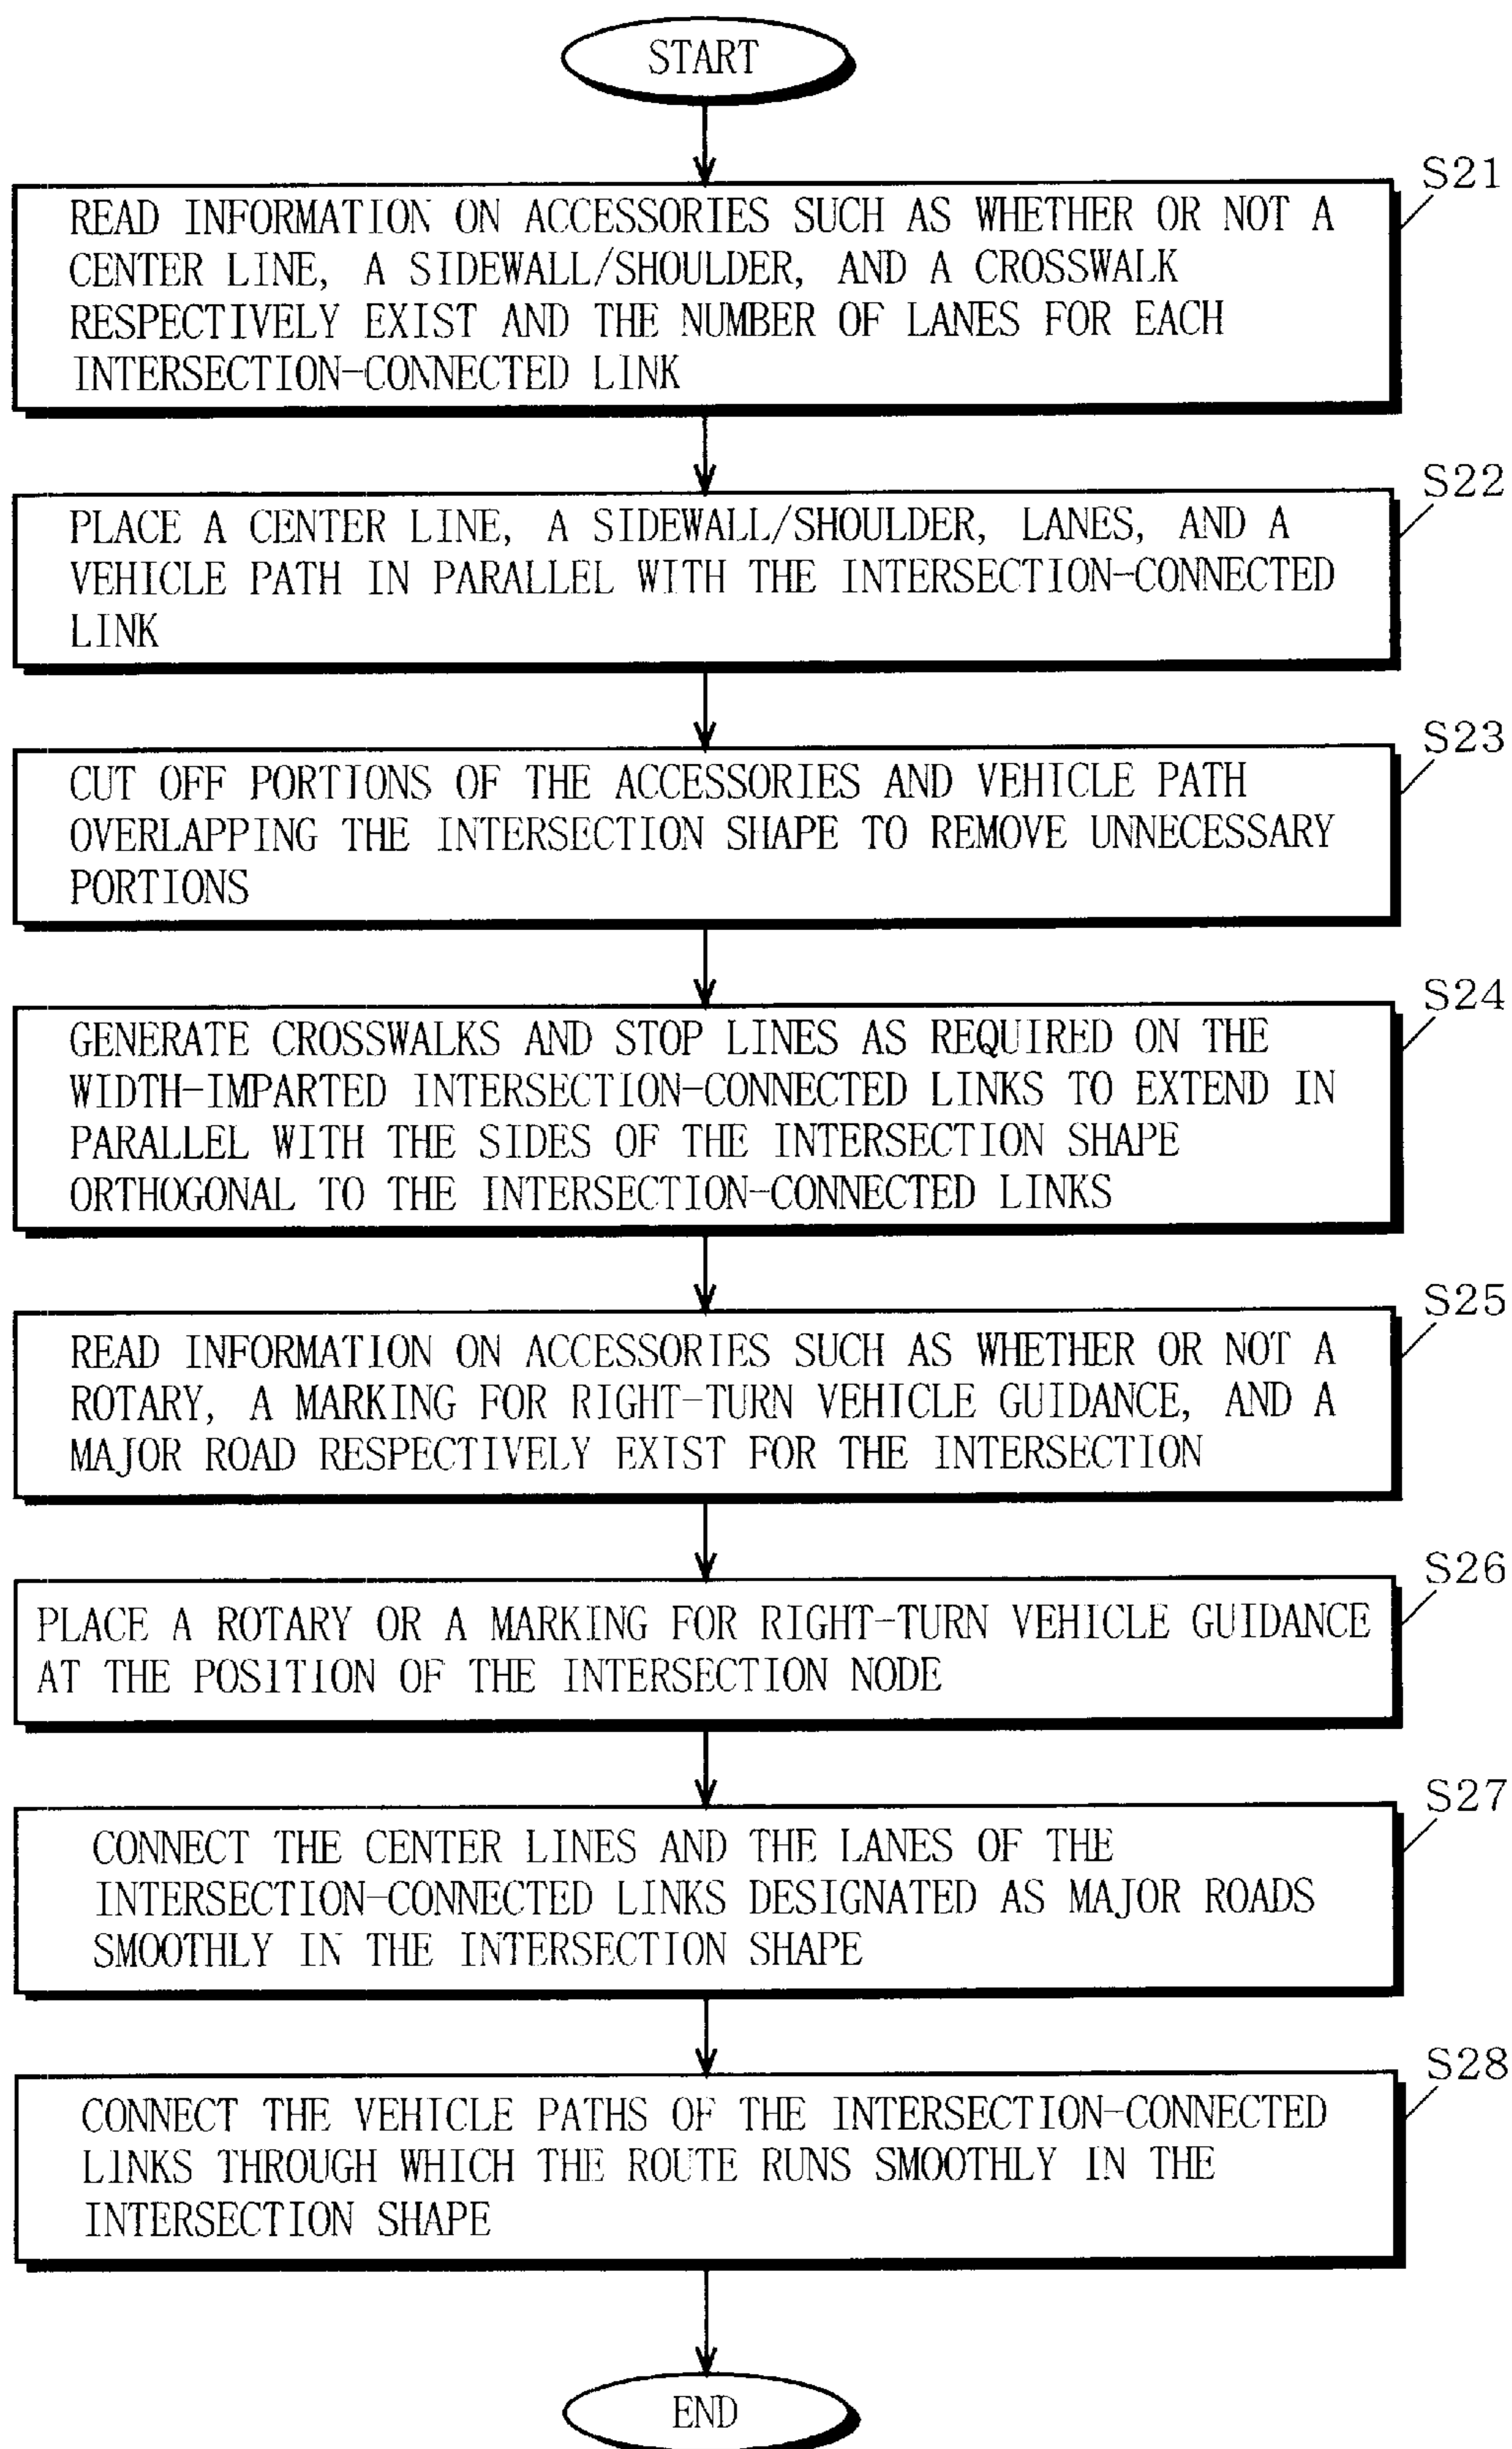 START
S21
READ INFORMATION ON ACCESSORIES SUCH AS WHETHER OR NOT A
CENTER LINE, A SIDEWALL/SHOULDER, AND A CROSSWALK
RESPECTIVELY EXIST AND THE NUMBER OF LANES FOR EACH
INTERSECTION-CONNECTED LINK
S22
PLACE A CENTER LINE, A SIDEWALL/SHOULDER, LANES, AND A
VEHICLE PATH IN PARALLEL WITH THE INTERSECTION-CONNECTED
LINK
S23
CUT OFF PORTIONS OF THE ACCESSORIES AND VEHICLE PATH
OVERLAPPING THE INTERSECTION SHAPE TO REMOVE UNNECESSARY
PORTIONS
S24
GENERATE CROSSWALKS AND STOP LINES AS REQUIRED ON THE
WIDTH-IMPARTED INTERSECTION-CONNECTED LINKS TO EXTEND IN
PARALLEL WITH THE SIDES OF THE INTERSECTION SHAPE
ORTHOGONAL TO THE INTERSECTION-CONNECTED LINKS
S25
READ INFORMATION ON ACCESSORIES SUCH AS WHETHER OR NOT A
ROTARY, A MARKING FOR RIGHT-TURN VEHICLE GUIDANCE, AND A
MAJOR ROAD RESPECTIVELY EXIST FOR THE INTERSECTION
S26
PLACE A ROTARY OR A MARKING FOR RIGHT-TURN VEHICLE GUIDANCE
AT THE POSITION OF THE INTERSECTION NODE
S27
CONNECT THE CENTER LINES AND THE LANES OF THE
INTERSECTION-CONNECTED LINKS DESIGNATED AS MAJOR ROADS
SMOOTHLY IN THE INTERSECTION SHAPE
S28
CONNECT THE VEHICLE PATHS OF THE INTERSECTION-CONNECTED
LINKS THROUGH WHICH THE ROUTE RUNS SMOOTHLY IN THE
INTERSECTION SHAPE
END